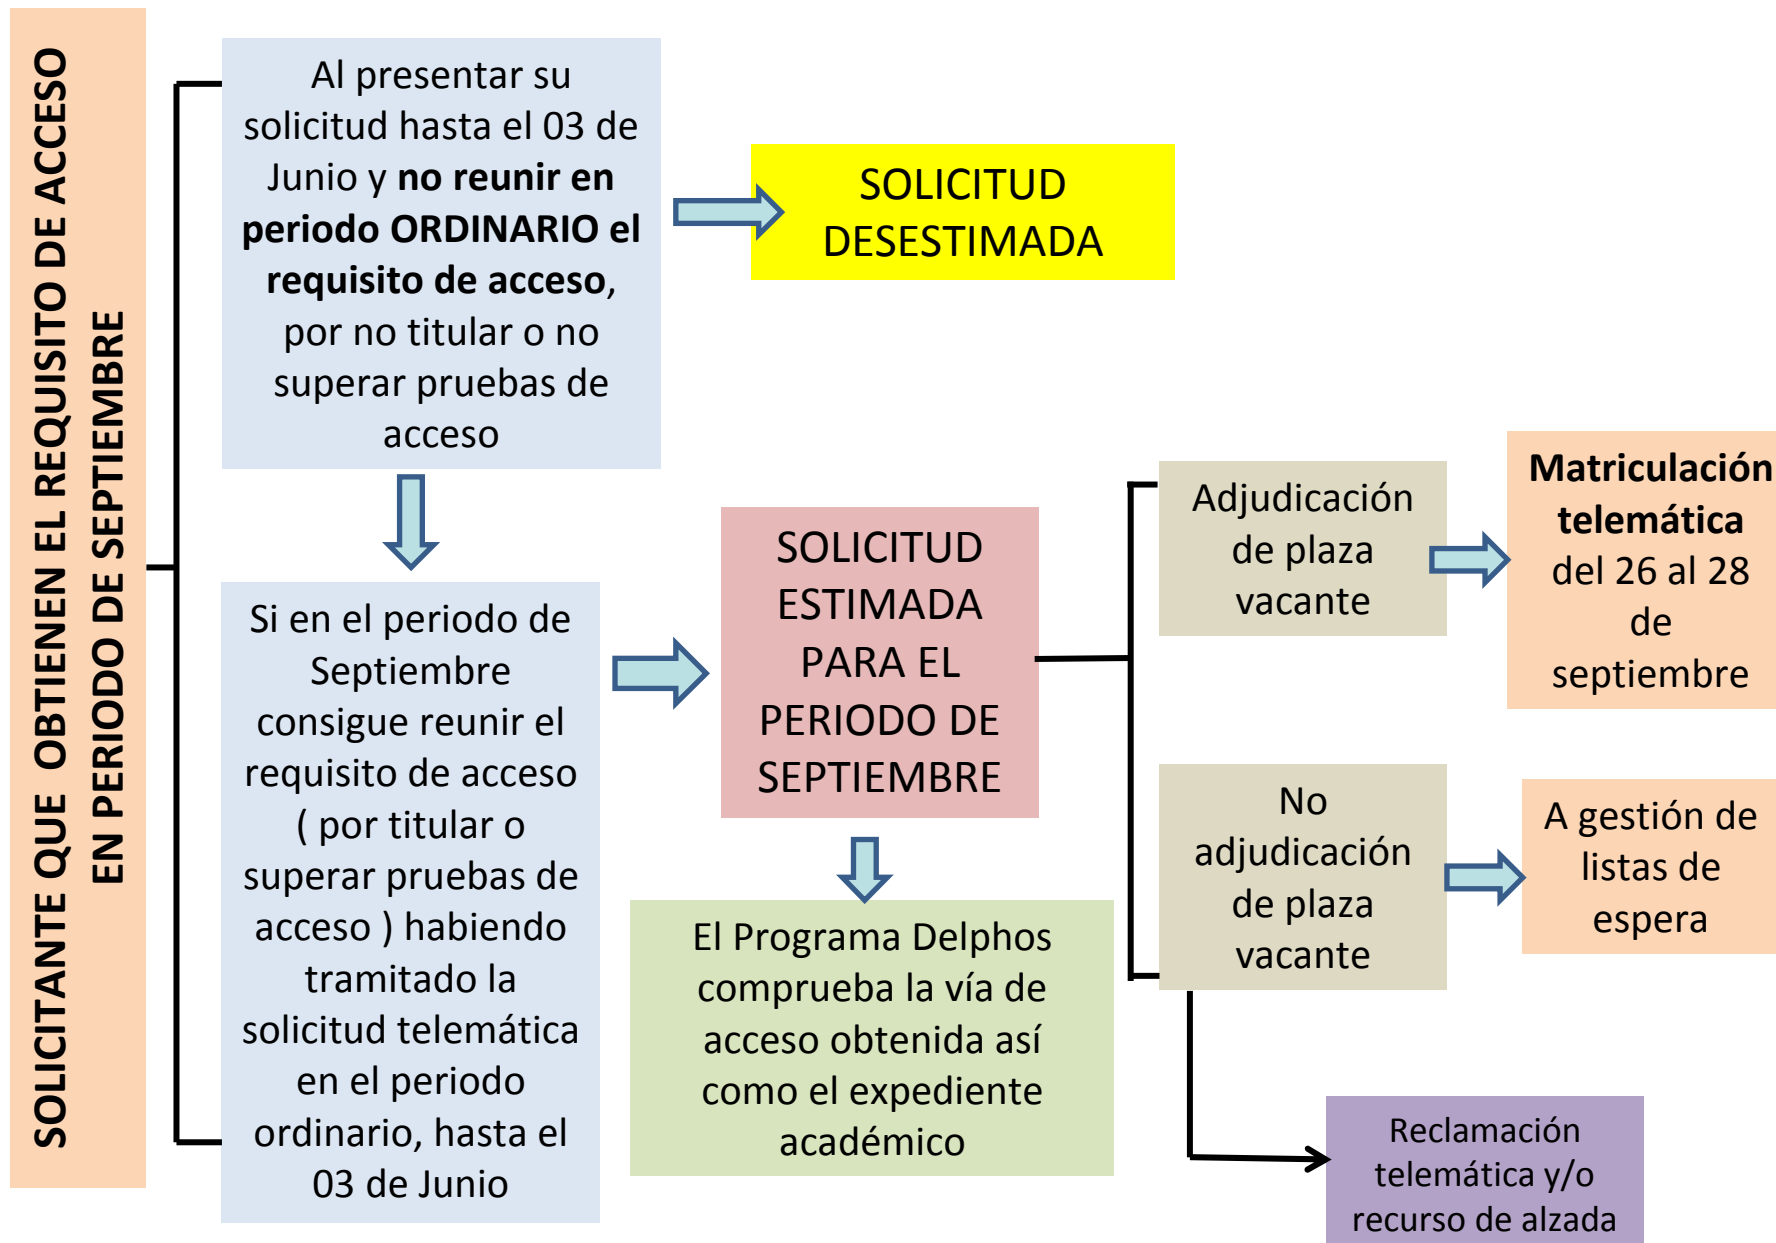 SOLICITANTE QUE OBTIENEN EL REQUISITO DE ACCESO
EN PERIODO DE SEPTIEMBRE
Al presentar su
solicitud hasta el 03 de
Junio y no reunir en
periodo ORDINARIO el
requisito de acceso,
por no titular o no
superar pruebas de
acceso
SOLICITUD
DESESTIMADA
Si en el periodo de
Septiembre
consigue reunir el
requisito de acceso
( por titular o
superar pruebas de
acceso ) habiendo
tramitado la
solicitud telemática
en el periodo
ordinario, hasta el
03 de Junio
SOLICITUD
ESTIMADA
PARA EL
PERIODO DE
SEPTIEMBRE
El Programa Delphos
comprueba la vía de
acceso obtenida así
como el expediente
académico
Adjudicación
de plaza
vacante
Matriculación
telemática
del 26 al 28
de
septiembre
No
adjudicación
de plaza
vacante
A gestión de
listas de
espera
Reclamación
telemática y/o
recurso de alzada